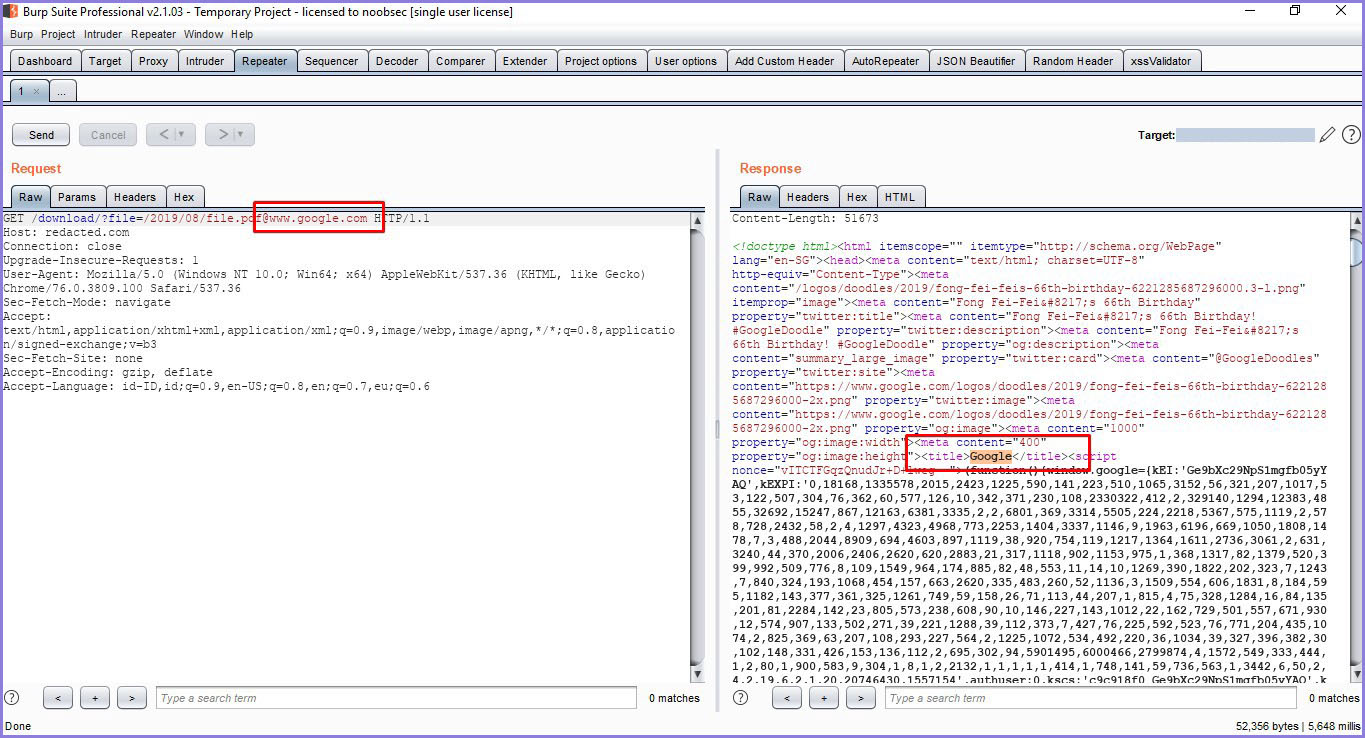 Burp Suite Professional v2.1.03 - Temporary Project - licensed to noobsec [single user license]
Burp Project Intruder Repeater Window Help
Dashboard Target Proxy Intruder Repeater Sequencer Decoder Comparer Extender Project options User options Add Custom Header AutoRepeater JSON Beautifier Random Header xssValidator
1 × ...
Send Cancel < > Target:
Request
Raw Params Headers Hex
GET /download/?file=/2019/08/file.pdf@www.google.com HTTP/1.1
Host: redacted.com
Connection: close
Upgrade-Insecure-Requests: 1
User-Agent: Mozilla/5.0 (Windows NT 10.0; Win64; x64) AppleWebKit/537.36 (KHTML, like Gecko)
Chrome/76.0.3809.100 Safari/537.36
Sec-Fetch-Mode: navigate
Accept:
text/html,application/xhtml+xml,application/xml;q=0.9,image/webp,image/apng,*/*;q=0.8,applicatio
n/signed-exchange;v=b3
Sec-Fetch-Site: none
Accept-Encoding: gzip, deflate
Accept-Language: id-ID,id;q=0.9,en-US;q=0.8,en;q=0.7,eu;q=0.6
? < + > Type a search term 0 matches
Response
Raw Headers Hex HTML
Content-Length: 51673
<!doctype html><html itemscope="" itemtype="http://schema.org/WebPage"
lang="en-SG"><head><meta content="text/html; charset=UTF-8"
http-equiv="Content-Type"><meta
content="/logos/doodles/2019/fong-fei-feis-66th-birthday-6221285687296000.3-l.png"
itemprop="image"><meta content="Fong Fei-Fei&#8217;s 66th Birthday"
property="twitter:title"><meta content="Fong Fei-Fei&#8217;s 66th Birthday!
#GoogleDoodle" property="twitter:description"><meta content="Fong Fei-Fei&#8217;s
66th Birthday! #GoogleDoodle" property="og:description"><meta
content="summary_large_image" property="twitter:card"><meta content="@GoogleDoodles"
property="twitter:site"><meta
content="https://www.google.com/logos/doodles/2019/fong-fei-feis-66th-birthday-622128
5687296000-2x.png" property="twitter:image"><meta
content="https://www.google.com/logos/doodles/2019/fong-fei-feis-66th-birthday-622128
5687296000-2x.png" property="og:image"><meta content="1000"
property="og:image:width"><meta content="400"
property="og:image:height"><title>Google</title><script
(function(){window.google={kEI:'Ge9bXc29NpS1mgfb05yY
AQ',kEXPI:'0,18168,1335578,2015,2423,1225,590,141,223,510,1065,3152,56,321,207,1017,5
3,122,507,304,76,362,60,577,126,10,342,371,230,108,2330322,412,2,329140,1294,12383,48
55,32692,15247,867,12163,6381,3335,2,2,6801,369,3314,5505,224,2218,5367,575,1119,2,57
8,728,2432,58,2,4,1297,4323,4968,773,2253,1404,3337,1146,9,1963,6196,669,1050,1808,14
78,7,3,488,2044,8909,694,4603,897,1119,38,920,754,119,1217,1364,1611,2736,3061,2,631,
3240,44,370,2006,2406,2620,620,2883,21,317,1118,902,1153,975,1,368,1317,82,1379,520,3
99,992,509,776,8,109,1549,964,174,885,82,48,553,11,14,10,1269,390,1822,202,323,7,1243
,7,840,324,193,1068,454,157,663,2620,335,483,260,52,1136,3,1509,554,606,1831,8,184,59
5,1182,143,377,361,325,1261,749,59,158,26,71,113,44,207,1,815,4,75,328,1284,16,84,135
,201,81,2284,142,23,805,573,238,608,90,10,146,227,143,1012,22,162,729,501,557,671,930
,12,574,907,133,502,271,39,221,1288,39,112,373,7,427,76,225,592,523,76,771,204,435,10
74,2,825,369,63,207,108,293,227,564,2,1225,1072,534,492,220,36,1034,39,327,396,382,30
,102,148,331,426,153,136,112,2,695,302,94,5901495,6000466,2799874,4,1572,549,333,444,
1,2,80,1,900,583,9,304,1,8,1,2,2132,1,1,1,1,1,414,1,748,141,59,736,563,1,3442,6,50,2,
4,2,19,6,2,1,20,20746430,1557154',authuser:0,kscs:'c9c918f0_Ge9bXc29NpS1mgfb05yYAQ',k
? < + > Type a search term 0 matches
Done 52,356 bytes | 5,648 millis